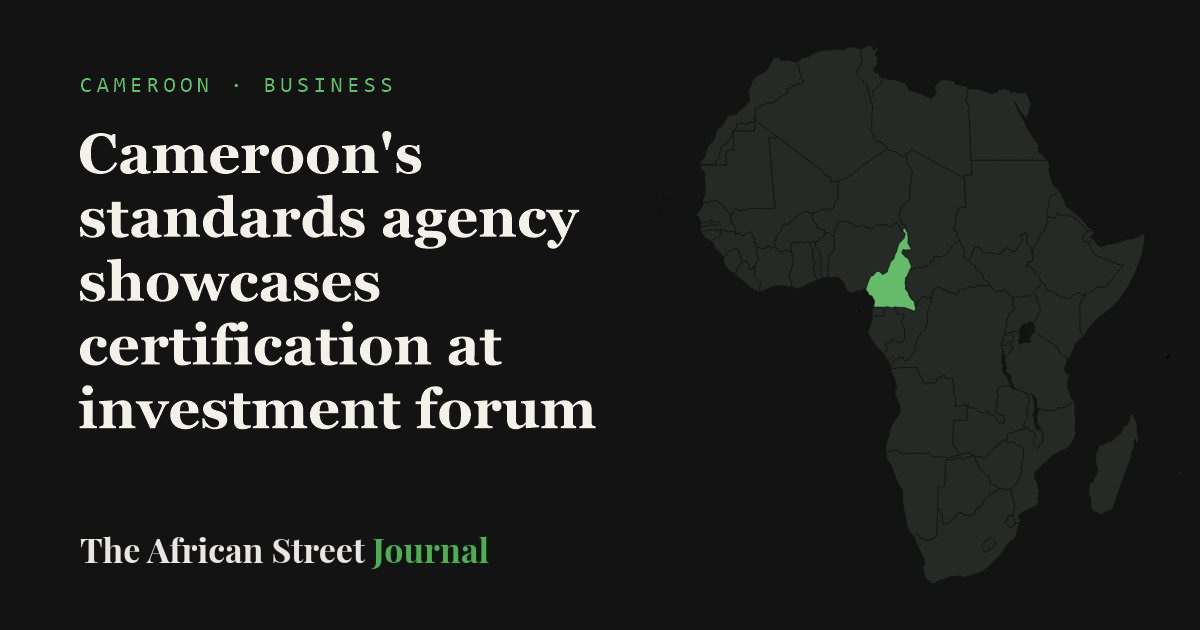 CAMEROON · BUSINESS
Cameroon's
standards agency
showcases
certification at
investment forum
The African Street Journal